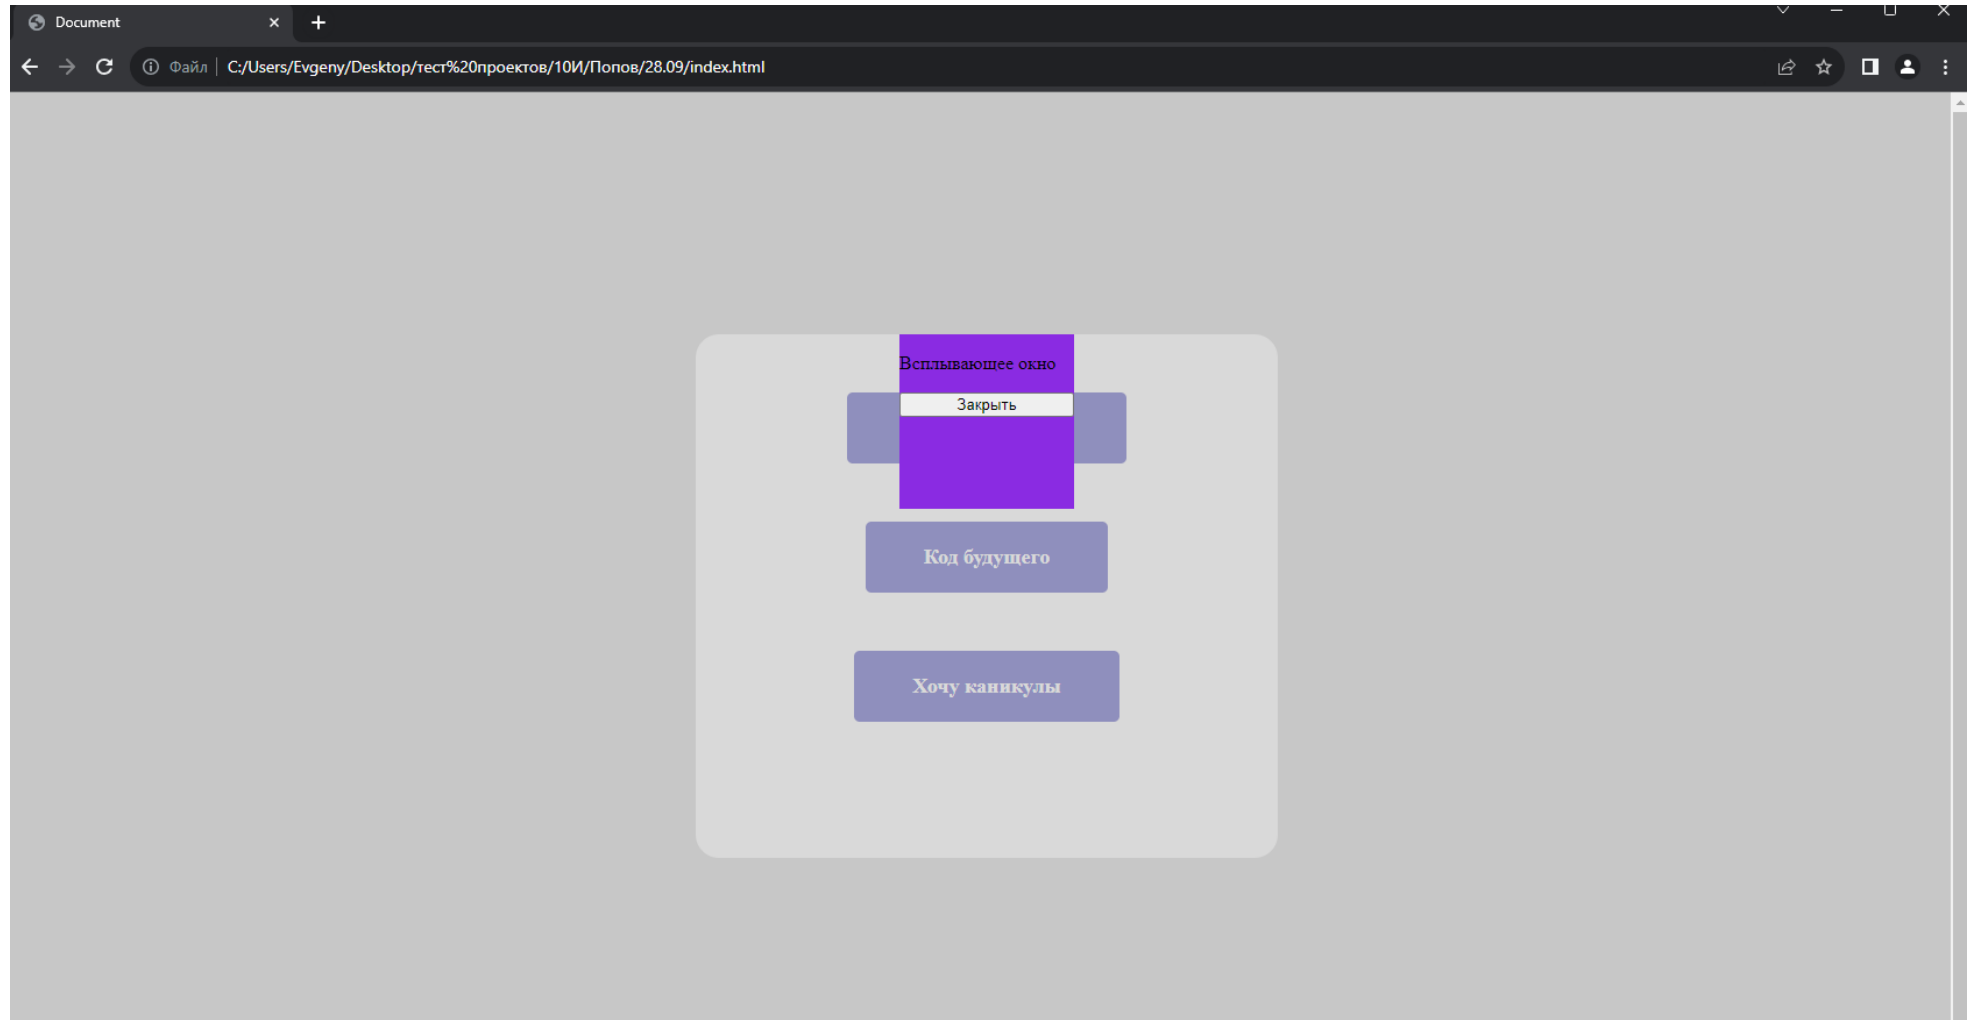 Document
Файл | C:/Users/Evgeny/Desktop/тест%20проектов/10И/Попов/28.09/index.html
Всплывающее окно
Закрыть
Код будущего
Хочу каникулы